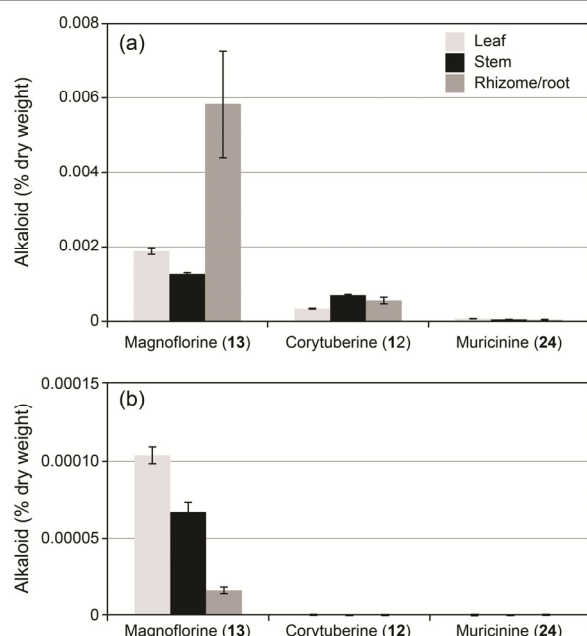 (a)
Leaf
Stem
Rhizome/root
Alkaloid (% dry weight)
0.008
0.006
0.004
0.002
0
Magnoflorine (13)
Corytuberine (12)
Muricinine (24)
(b)
Alkaloid (% dry weight)
0.00015
0.00010
0.00005
0
Magnoflorine (13)
Corytuberine (12)
Muricinine (24)